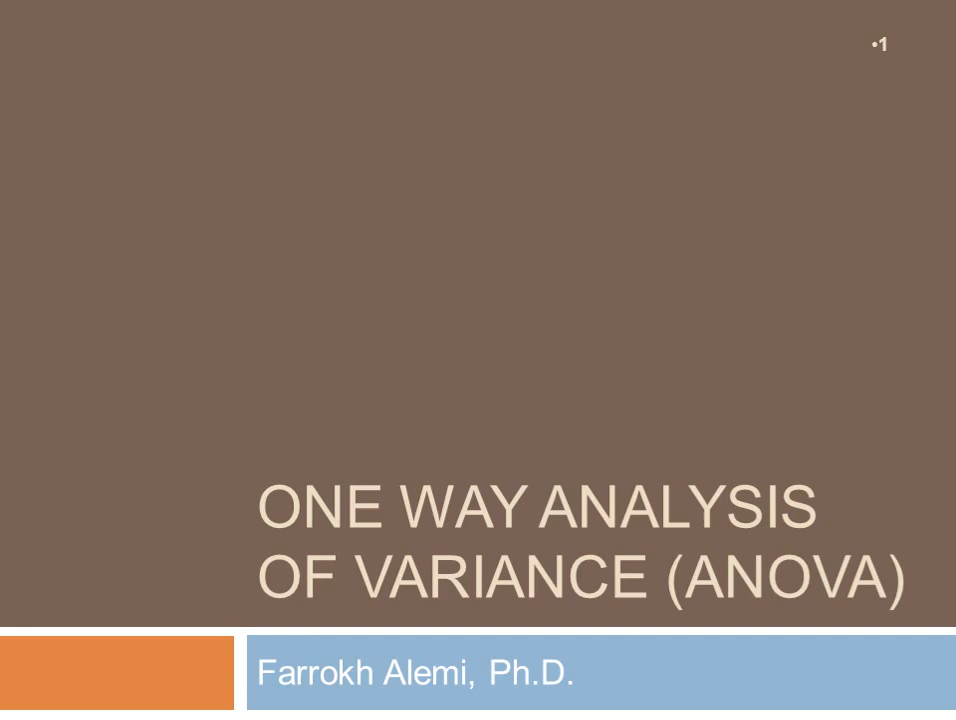 •1
ONE WAY ANALYSIS
OF VARIANCE (ANOVA)
Farrokh Alemi, Ph.D.